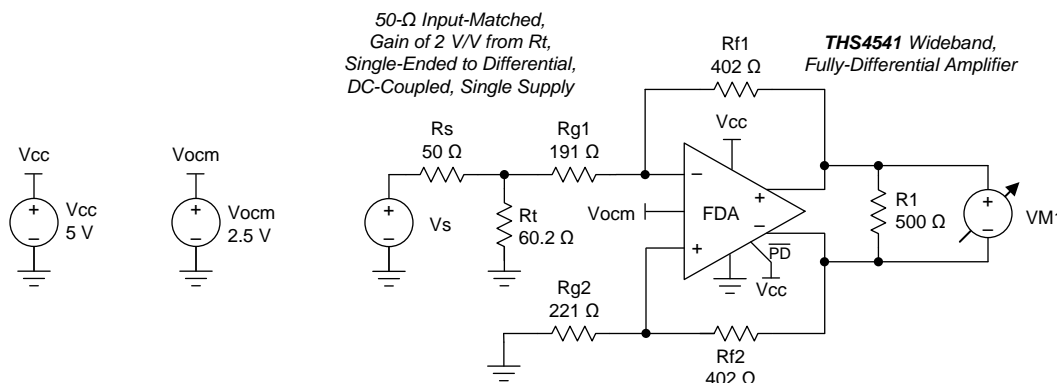 50-Ω Input-Matched,
Gain of 2 V/V from Rt,
Single-Ended to Differential,
DC-Coupled, Single Supply
Rf1
402 Ω
THS4541 Wideband,
Fully-Differential Amplifier
Vcc
Vcc
5 V
Vocm
Vocm
2.5 V
Rs
50 Ω
Rg1
191 Ω
Vs
Rt
60.2 Ω
Vcc
Vocm
FDA
PD
Vcc
R1
500 Ω
VM1
Rg2
221 Ω
Rf2
402 Ω